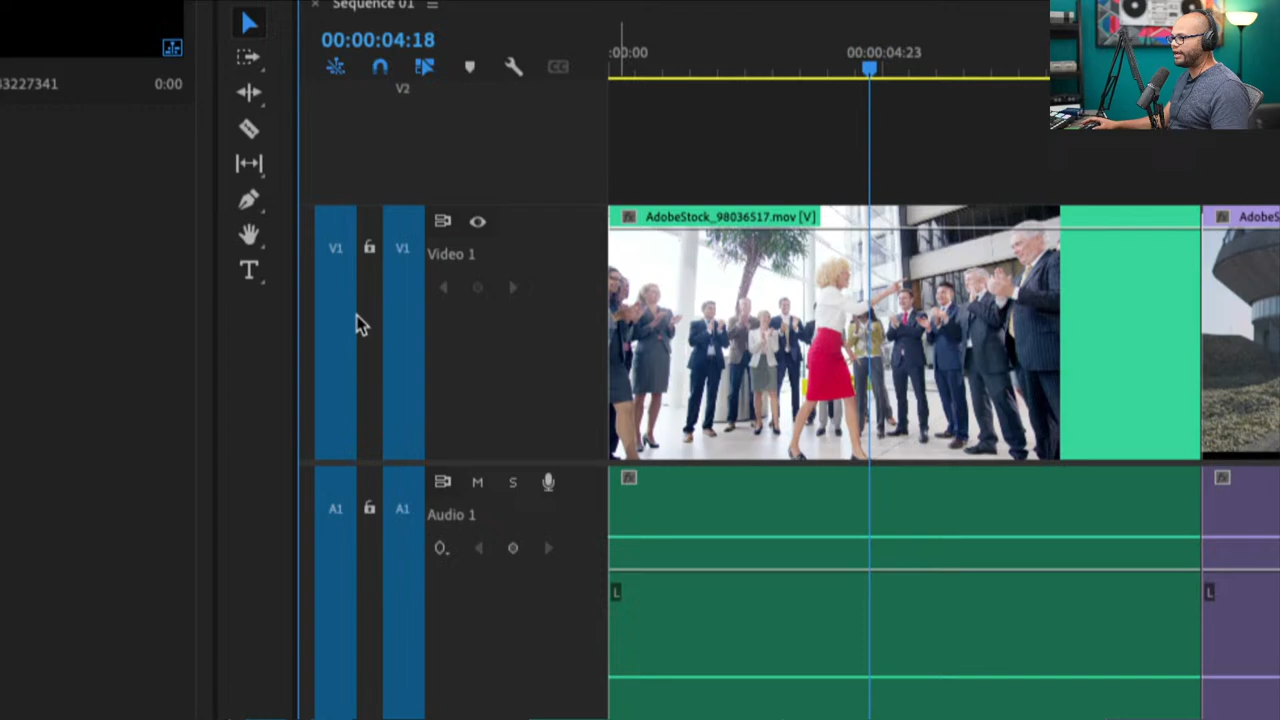 Sequence 01
00:00:04:18
:00:00
00:00:04:23
43227341
0:00
V2
AdobeStock_98036517.mov [V]
AdobeS
V1
V1
Video 1
T
M
S
A1
A1
Audio 1
L
L